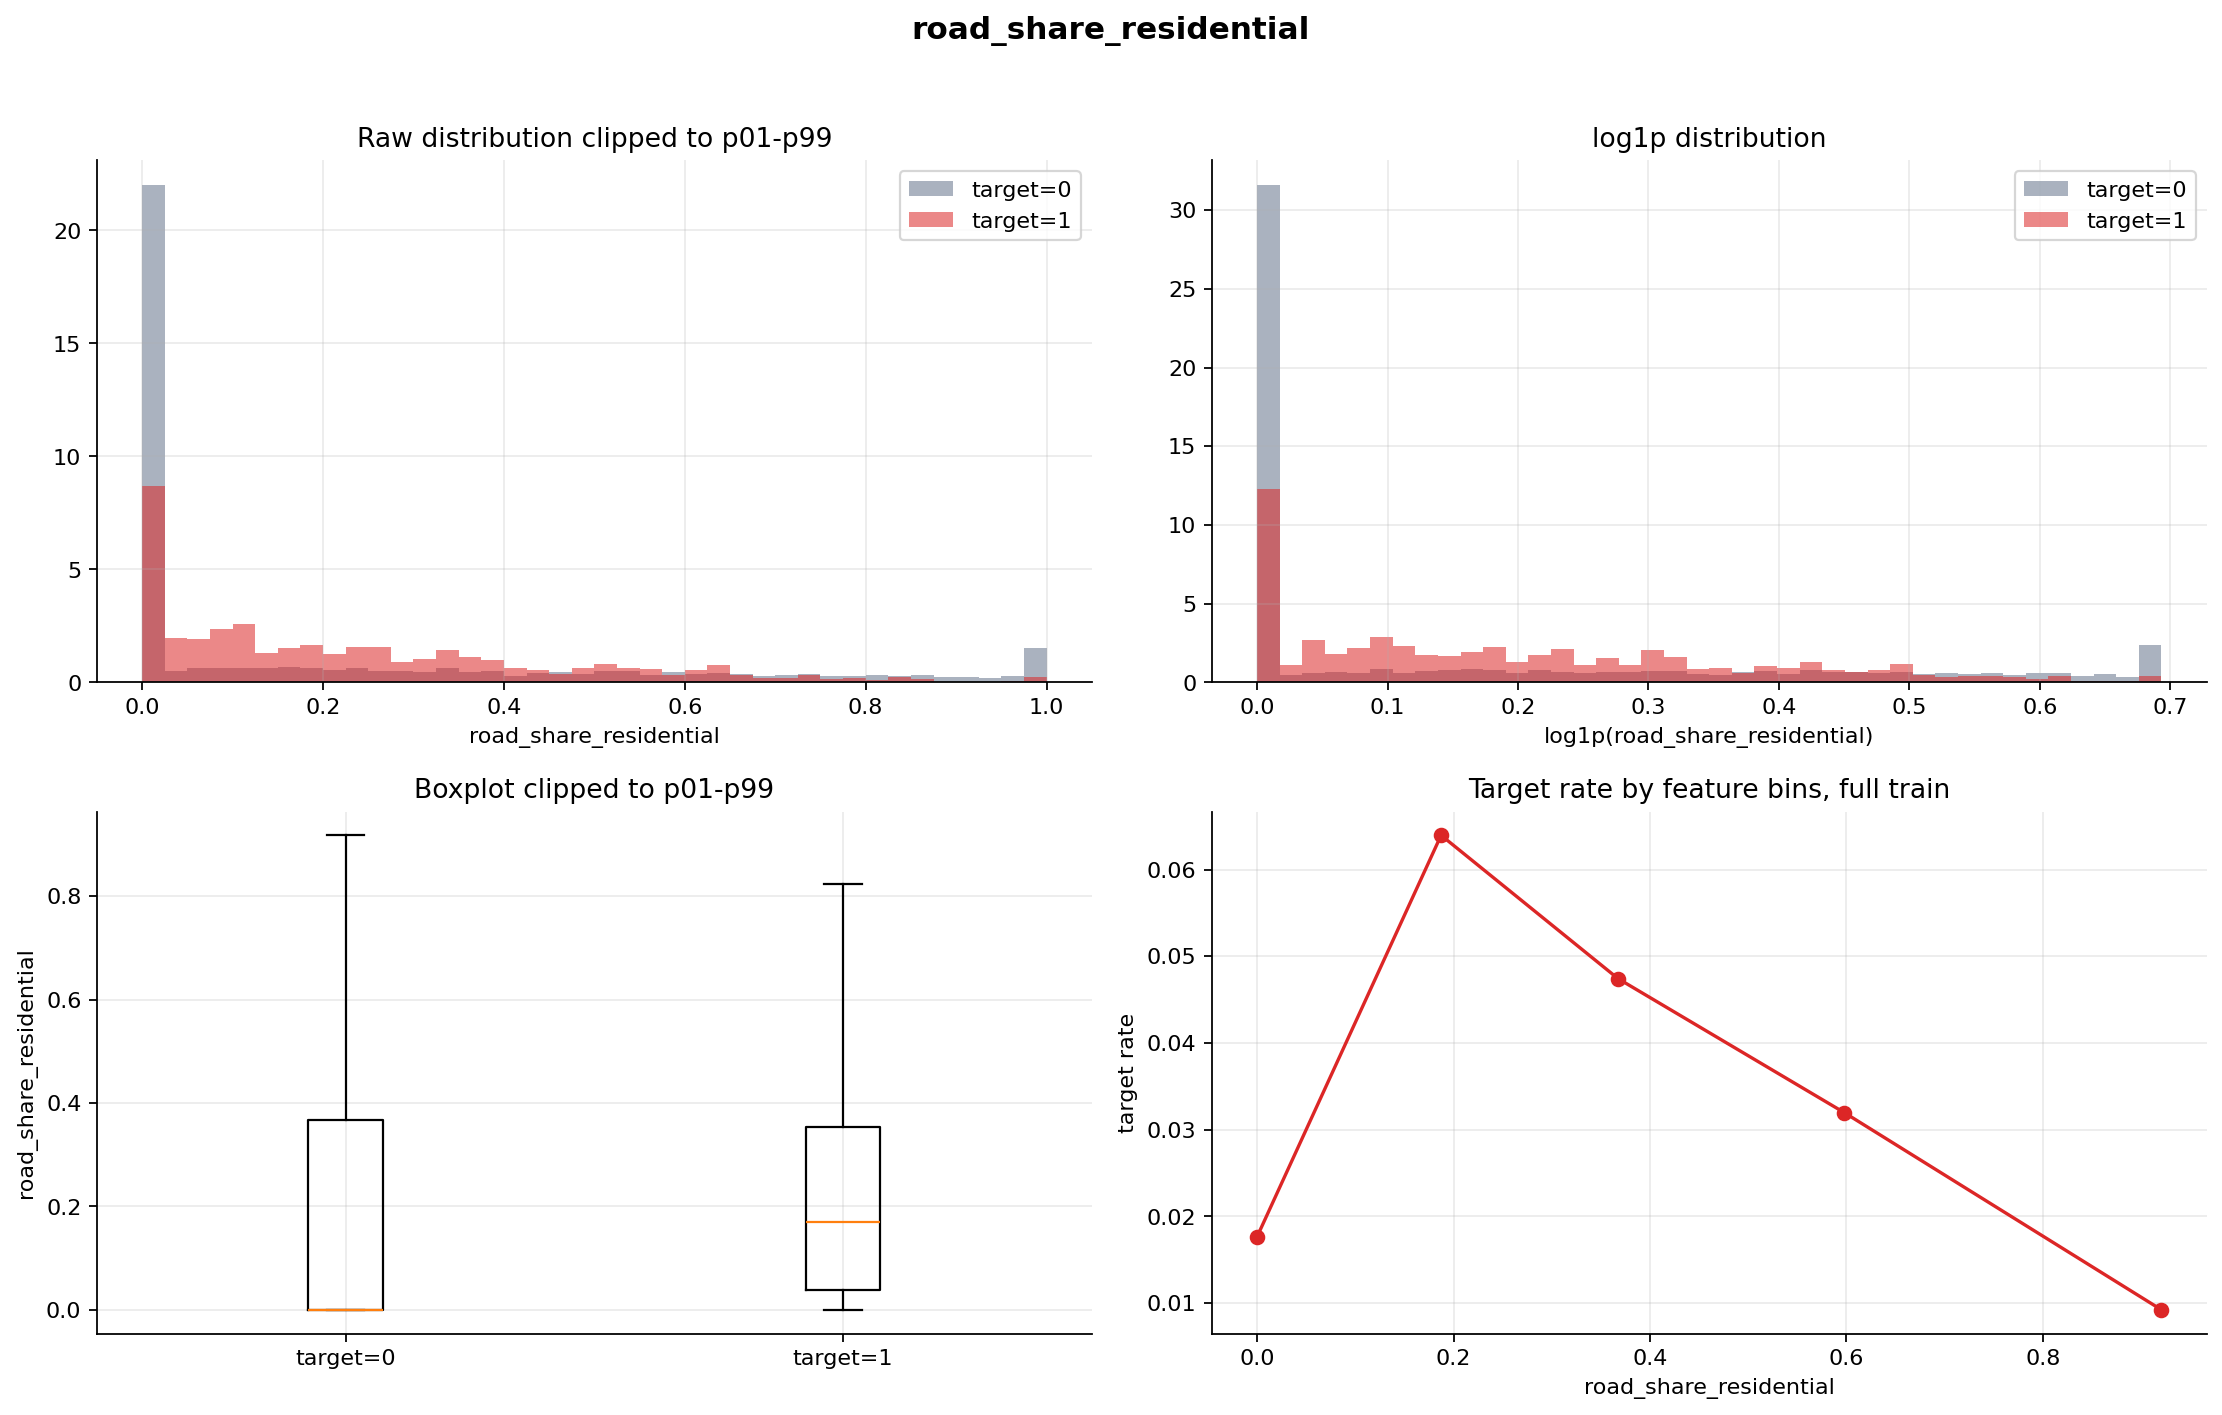 road_share_residential
Raw distribution clipped to p01-p99
target=0
target=1
20
15
10
5
0
0.0 0.2 0.4 0.6 0.8 1.0
road_share_residential
log1p distribution
target=0
target=1
30
25
20
15
10
5
0
0.0 0.1 0.2 0.3 0.4 0.5 0.6 0.7
log1p(road_share_residential)
Boxplot clipped to p01-p99
road_share_residential
0.8
0.6
0.4
0.2
0.0
target=0 target=1
Target rate by feature bins, full train
target rate
0.06
0.05
0.04
0.03
0.02
0.01
0.0 0.2 0.4 0.6 0.8
road_share_residential